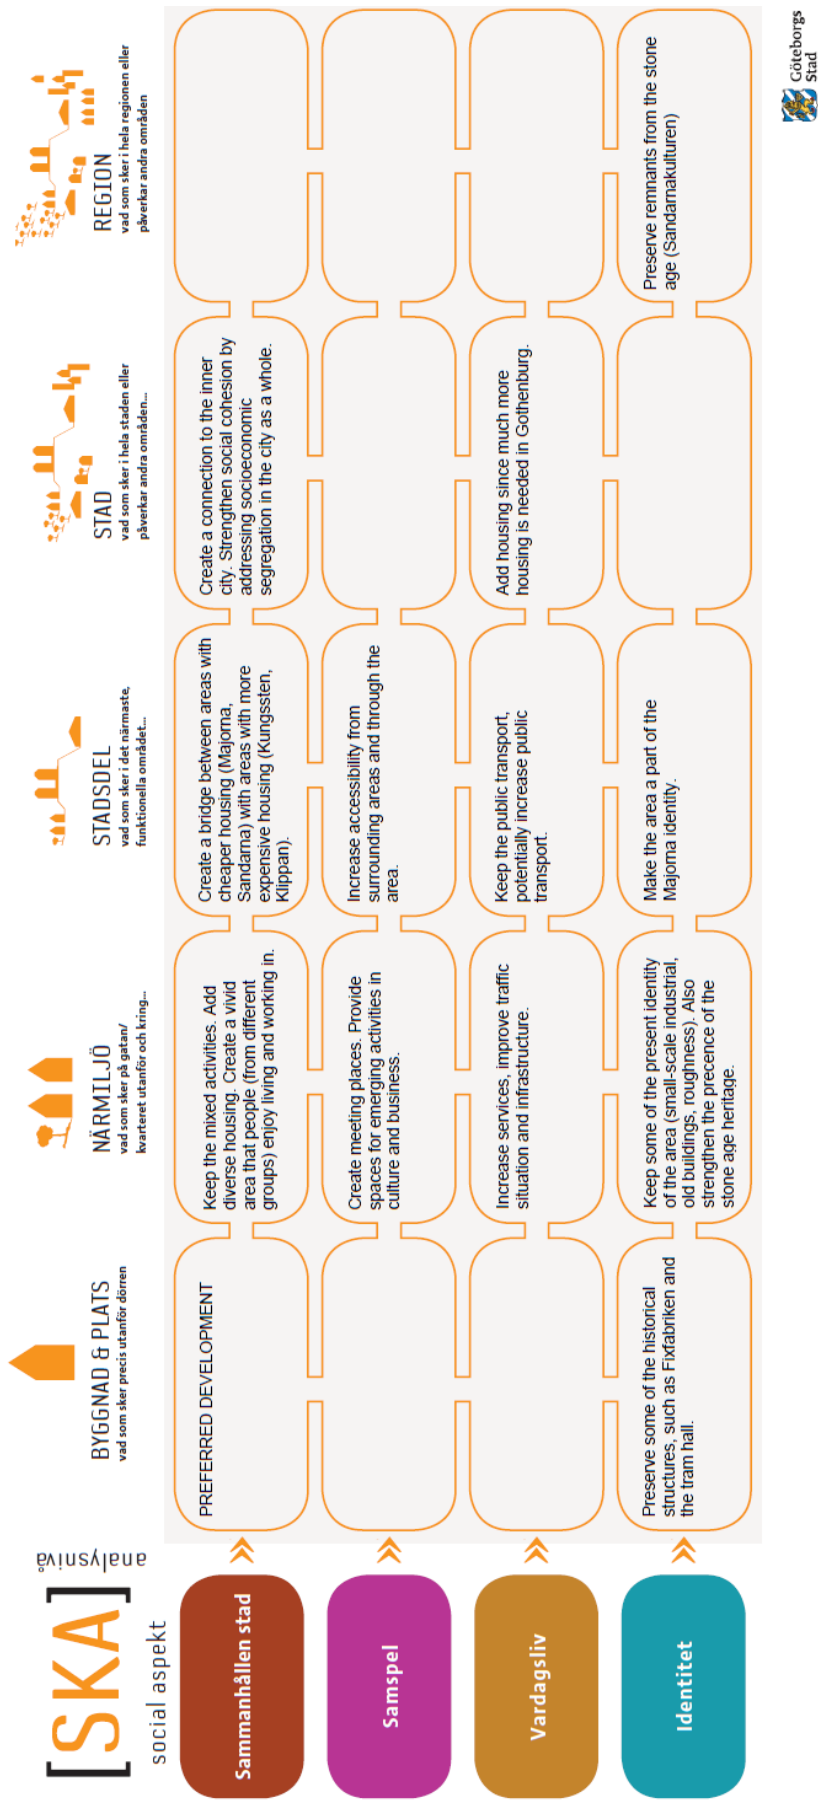 [SKA]
analysnivå
social aspekt
BYGGNAD & PLATS
vad som sker precis utanför dörren
NÄRMILJÖ
vad som sker på gatan/
kvarteret utanför och kring...
STADSDEL
vad som sker i det närmaste,
funktionella området...
STAD
vad som sker i hela staden eller
påverkar andra områden...
REGION
vad som sker i hela regionen eller
påverkar andra områden
Sammanhållen stad
PREFERRED DEVELOPMENT
Keep the mixed activities. Add
diverse housing. Create a vivid
area that people (from different
groups) enjoy living and working in.
Create a bridge between areas with
cheaper housing (Majorna,
Sandarna) with areas with more
expensive housing (Kungssten,
Klippan).
Create a connection to the inner
city. Strengthen social cohesion by
addressing socioeconomic
segregation in the city as a whole.
Samspel
Create meeting places. Provide
spaces for emerging activities in
culture and business.
Increase accessibility from
surrounding areas and through the
area.
Vardagsliv
Increase services, improve traffic
situation and infrastructure.
Keep the public transport,
potentially increase public
transport.
Add housing since much more
housing is needed in Gothenburg.
Identitet
Preserve some of the historical
structures, such as Fixfabriken and
the tram hall.
Keep some of the present identity
of the area (small-scale industrial,
old buildings, roughness). Also
strengthen the precence of the
stone age heritage.
Make the area a part of the
Majorna identity.
Preserve remnants from the stone
age (Sandarnakulturen)
Göteborgs
Stad